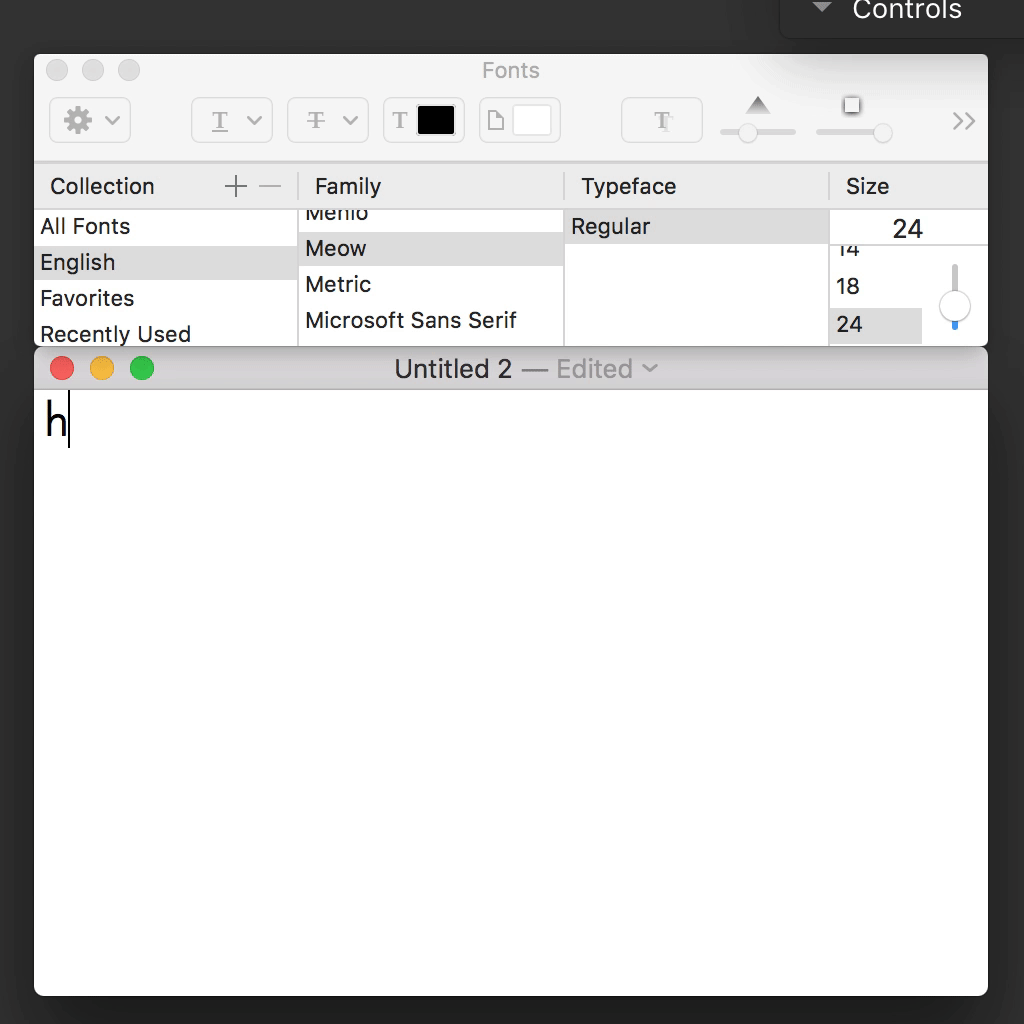 Controls
Fonts
Collection Family Typeface Size
All Fonts Menlo Regular 24
English Meow 14
Favorites Metric 18
Recently Used Microsoft Sans Serif 24
Untitled 2 — Edited
h